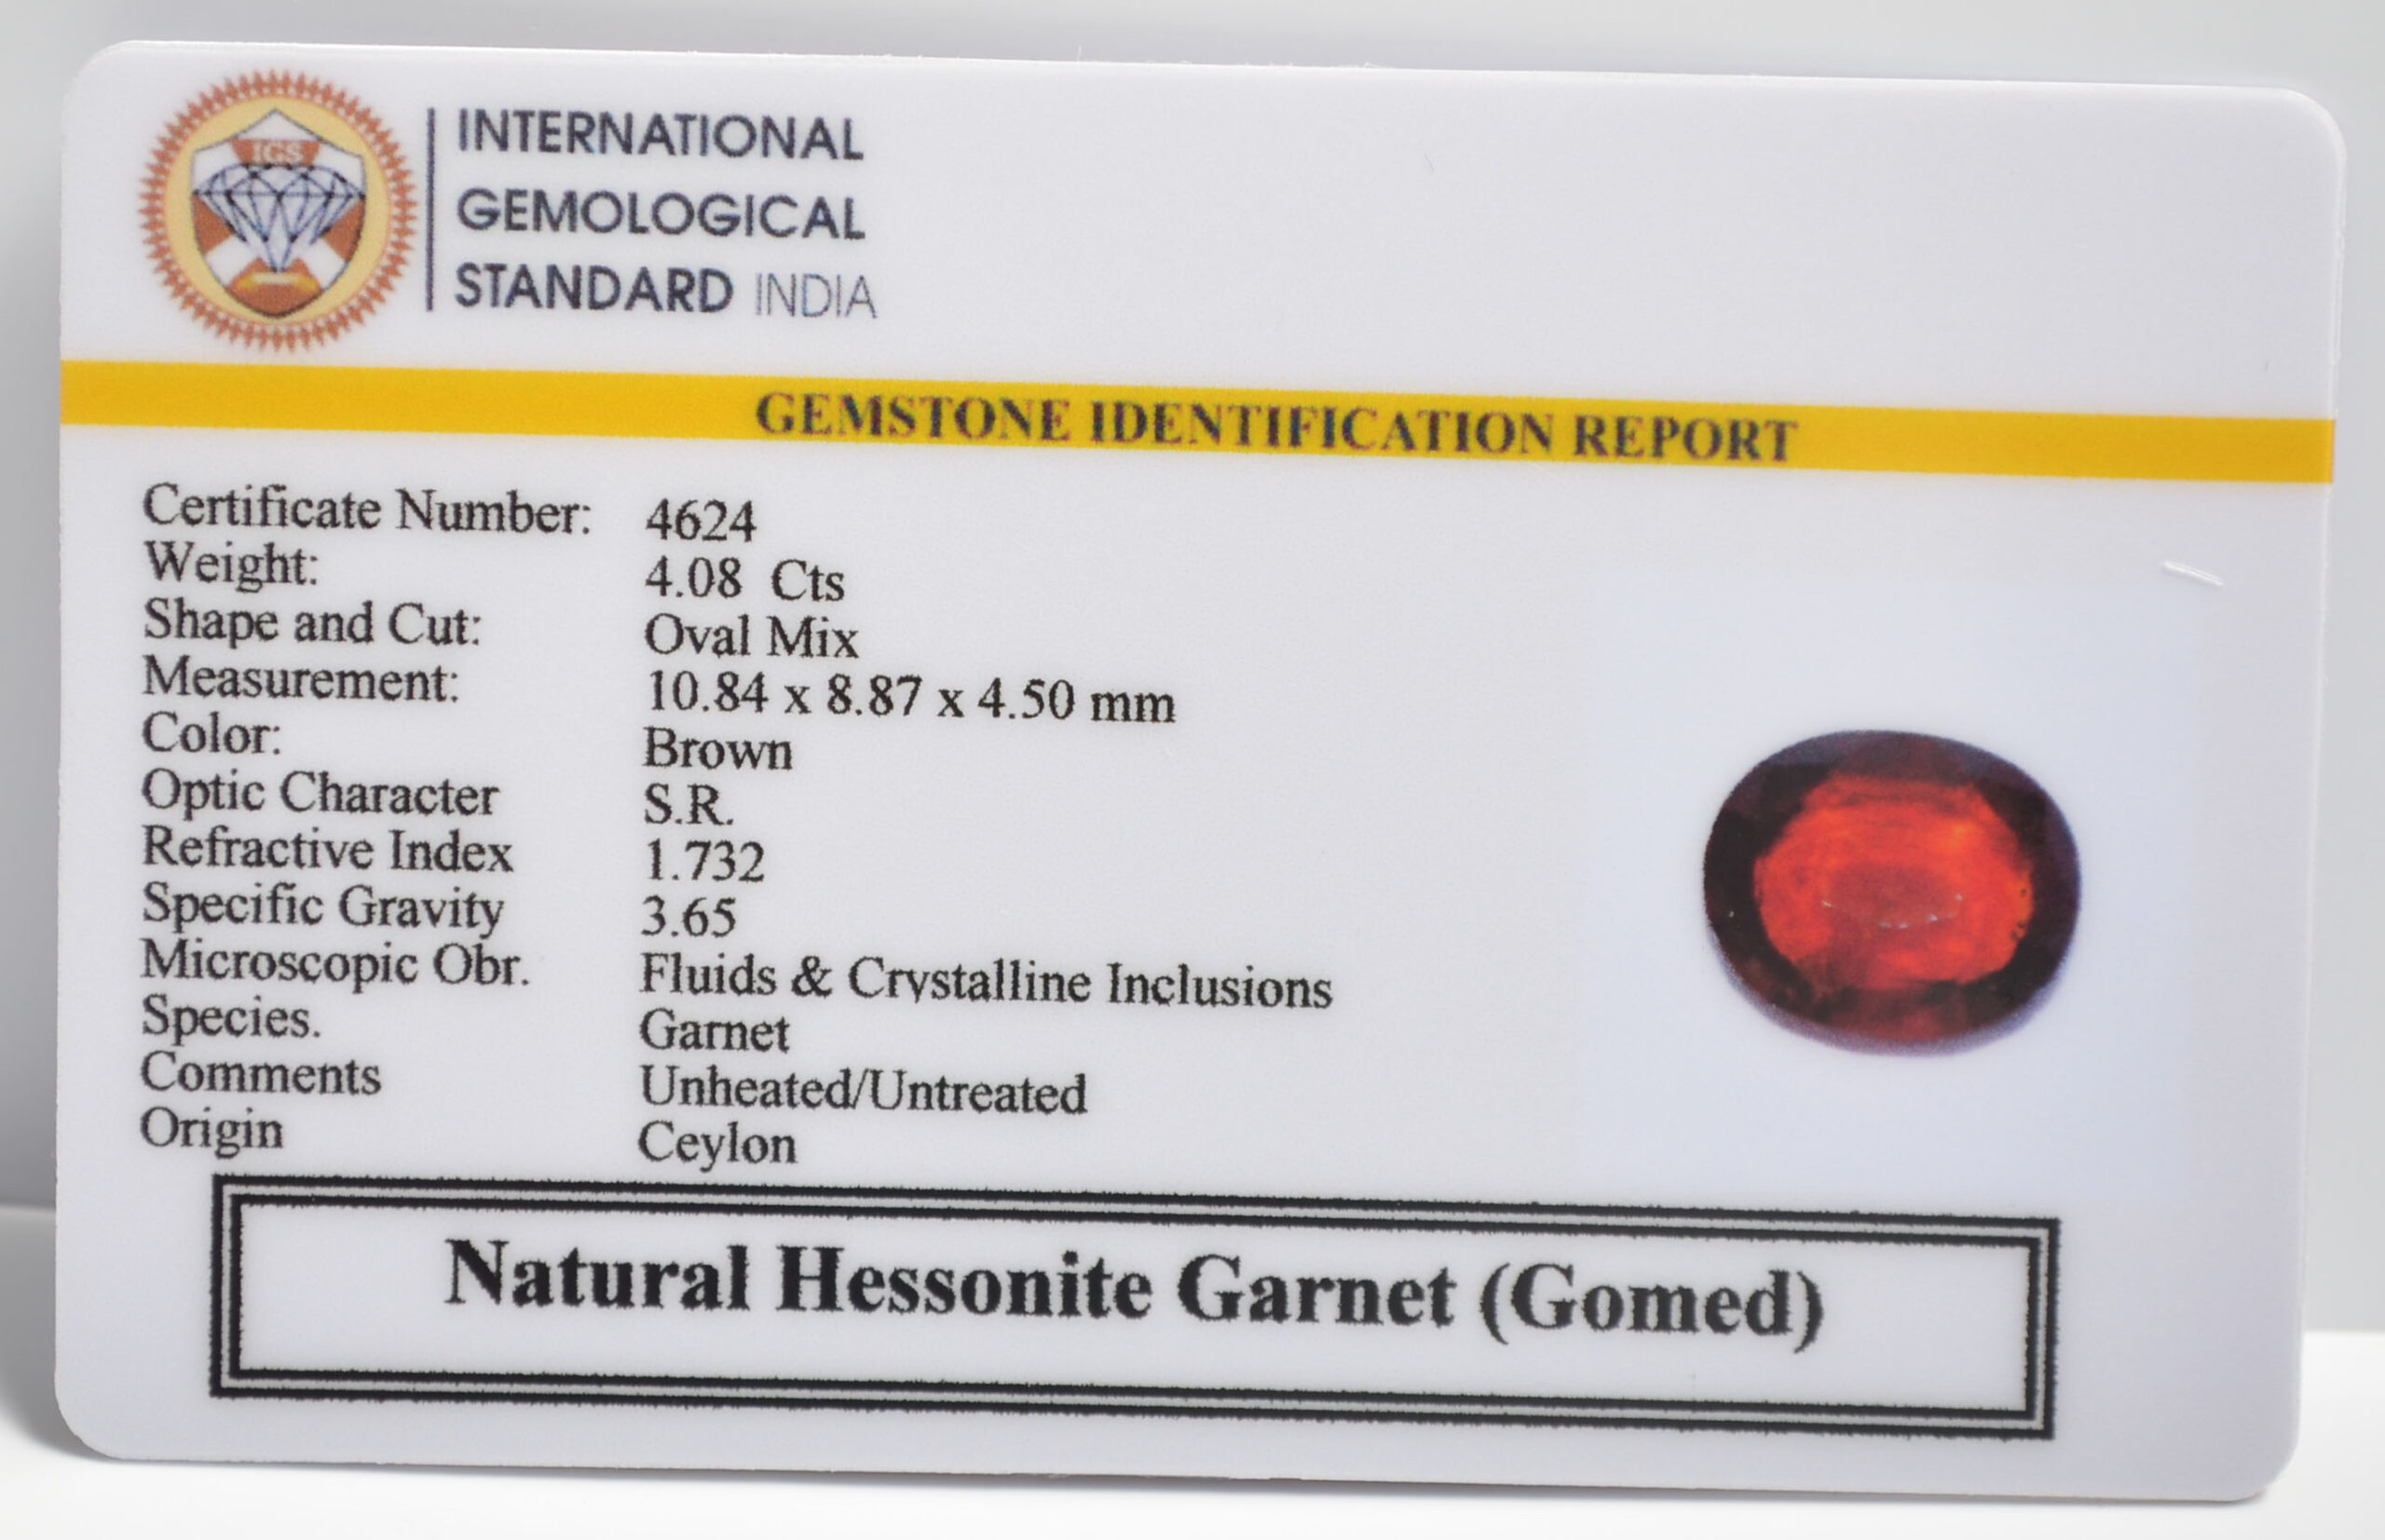 IGS
INTERNATIONAL
GEMOLOGICAL
STANDARD INDIA
GEMSTONE IDENTIFICATION REPORT
Certificate Number: 4624
Weight: 4.08 Cts
Shape and Cut: Oval Mix
Measurement: 10.84 x 8.87 x 4.50 mm
Color: Brown
Optic Character S.R.
Refractive Index 1.732
Specific Gravity 3.65
Microscopic Obr. Fluids & Crystalline Inclusions
Species. Garnet
Comments Unheated/Untreated
Origin Ceylon
Natural Hessonite Garnet (Gomed)